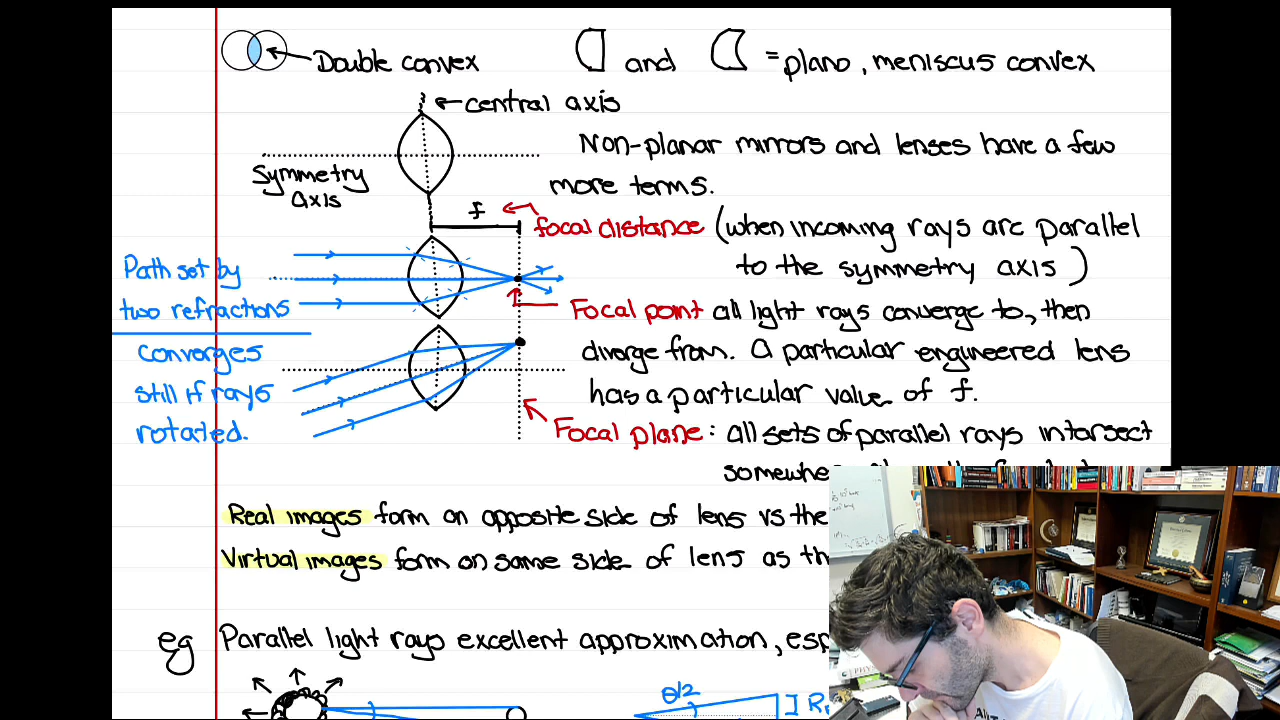 Double convex
and = plano, meniscus convex
central axis
Non-planar mirrors and lenses have a few
more terms.
Symmetry
axis
f
focal distance (when incoming rays are parallel
to the symmetry axis)
Path set by
two refractions
Focal point all light rays converge to, then
diverge from. A particular engineered lens
has a particular value of f.
converges
still if rays
rotated.
Focal plane: all sets of parallel rays intersect
Real images form on opposite side of lens vs the
Virtual images form on same side of lens as
eg Parallel light rays excellent approximation,
θ/2